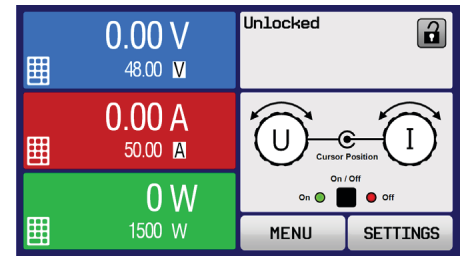 0.00 V
48.00 V
0.00 A
50.00 A
0 W
1500 W
Unlocked
U
I
Cursor Position
On / Off
On
Off
MENU
SETTINGS